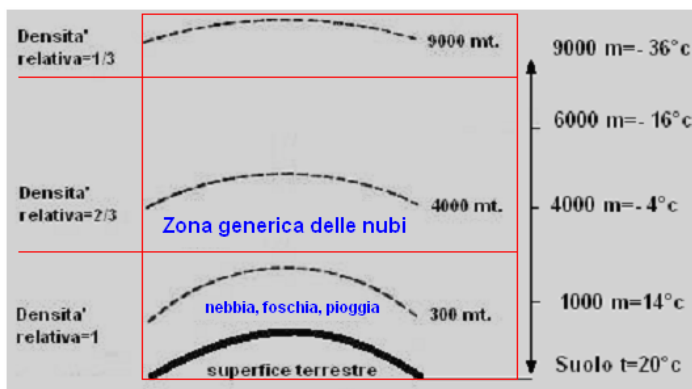 Densita'
relativa=1/3
9000 mt.
9000 m=- 36°c
6000 m=- 16°c
Densita'
relativa=2/3
4000 mt.
4000 m=-4°c
Zona generica delle nubi
1000 m=14°c
nebbia, foschia, pioggia
300 mt.
Densita'
relativa=1
superfice terrestre
Suolo t=20°c